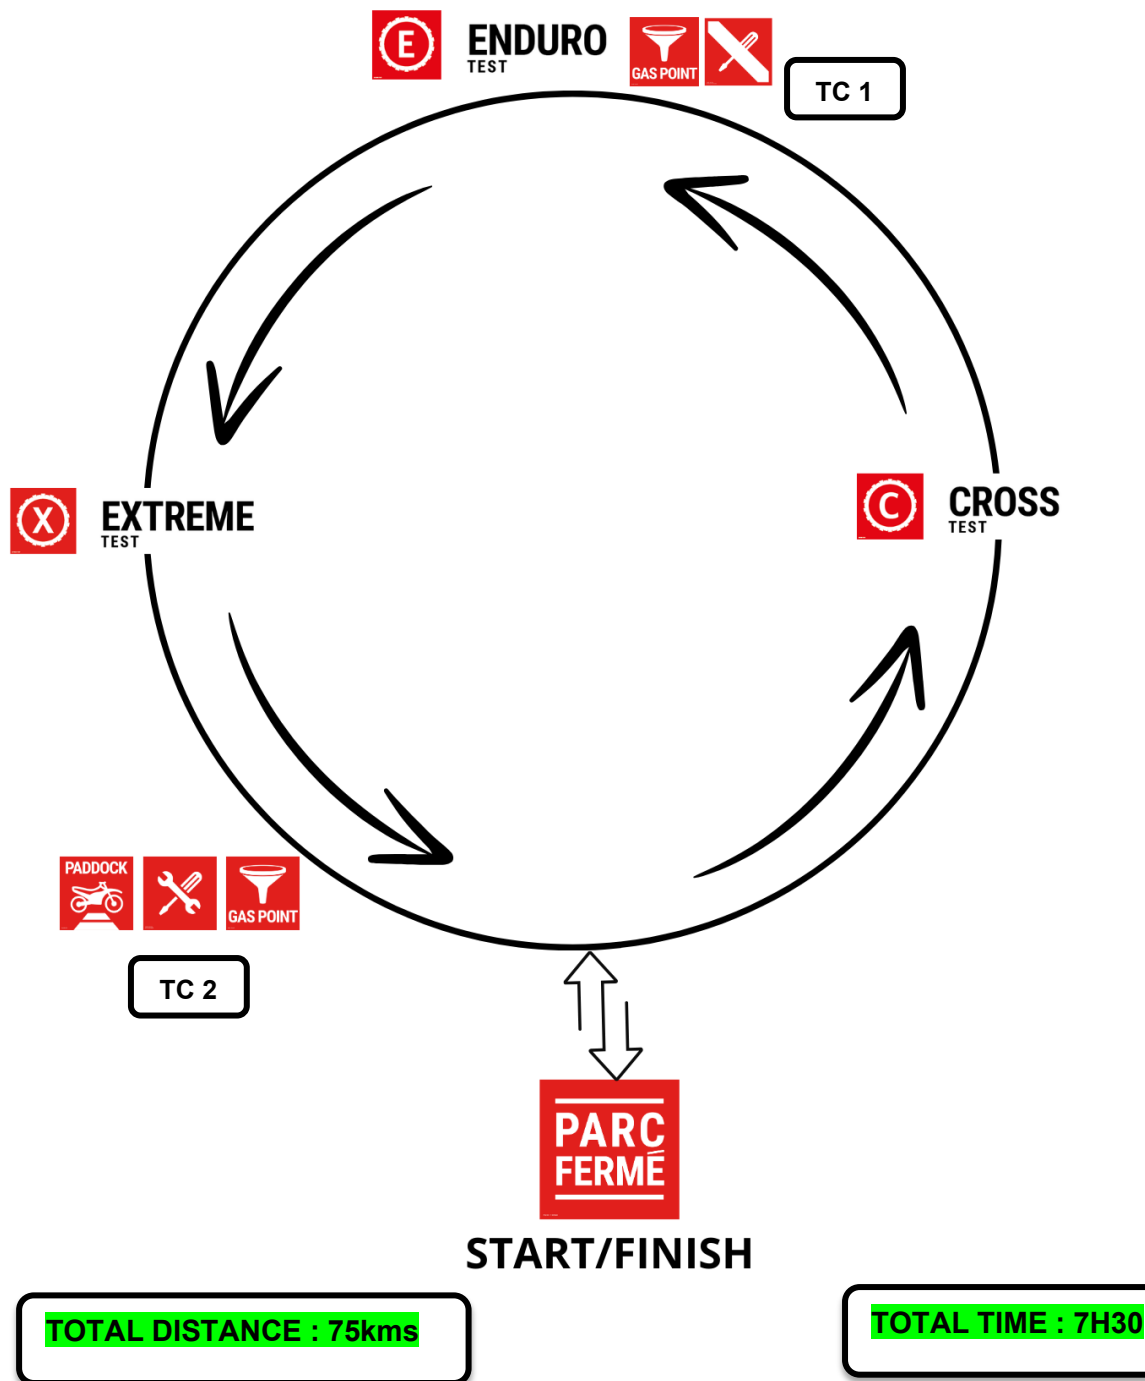 E
ENDURO
TEST
GAS POINT
TC 1
X
EXTREME
TEST
C
CROSS
TEST
PADDOCK
GAS POINT
TC 2
PARC
FERMÉ
START/FINISH
TOTAL DISTANCE : 75kms
TOTAL TIME : 7H30